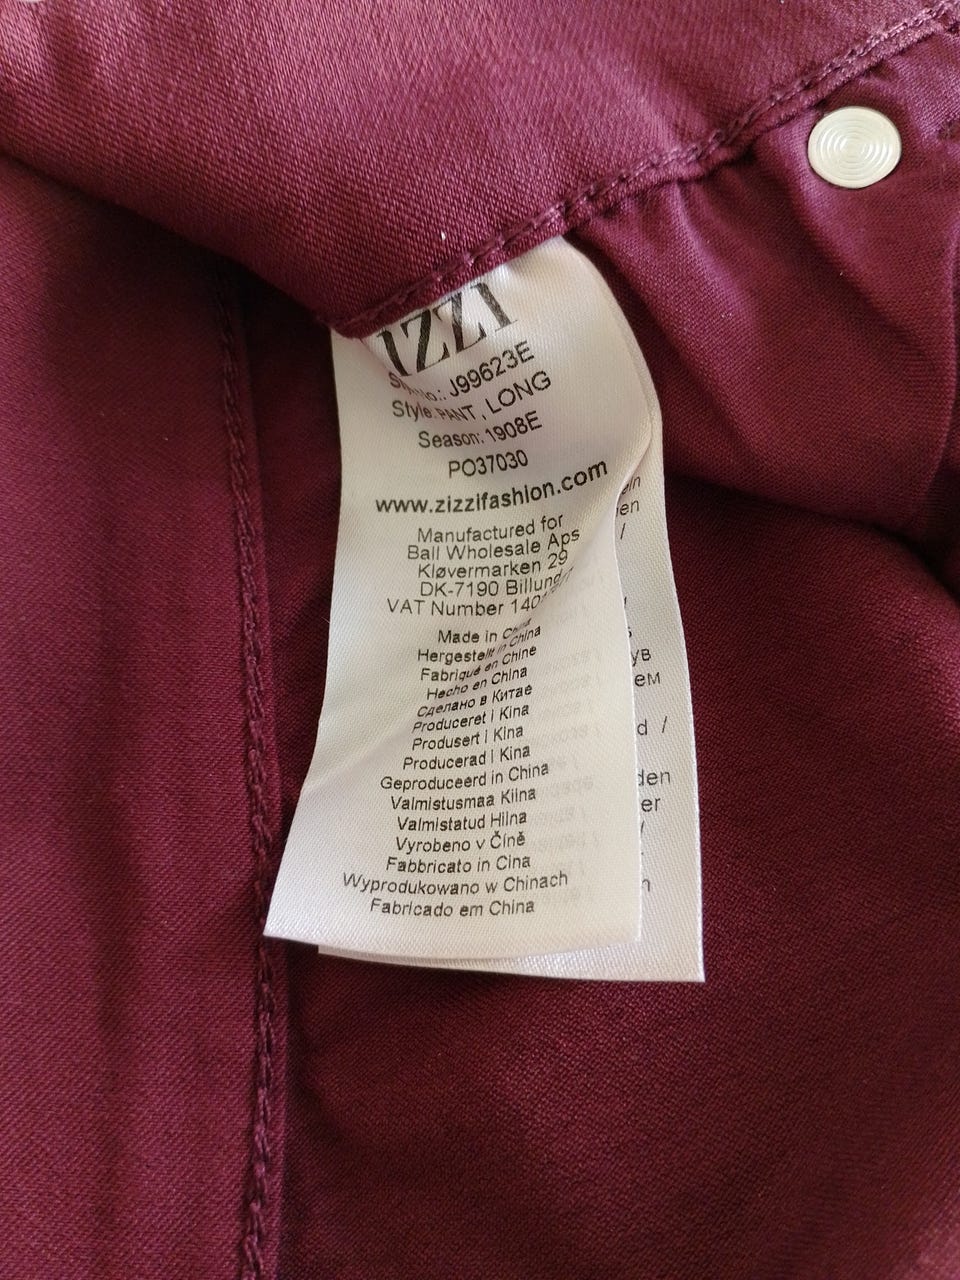 IZZI
No.: J99623E
Style: PANT, LONG
Season: 1908E
PO37030
www.zizzifashion.com
Manufactured for
Ball Wholesale Aps
Kløvermarken 29
DK-7190 Billund
VAT Number
Made in China
Hergestellt in China
Fabriqué en Chine
Hecho en China
Сделано в Китае
Produceret i Kina
Produsert i Kina
Producerad i Kina
Geproduceerd in China
Valmistusmaa Kiina
Valmistatud Hiina
Vyrobeno v Číně
Fabbricato in Cina
Wyprodukowano w Chinach
Fabricado em China